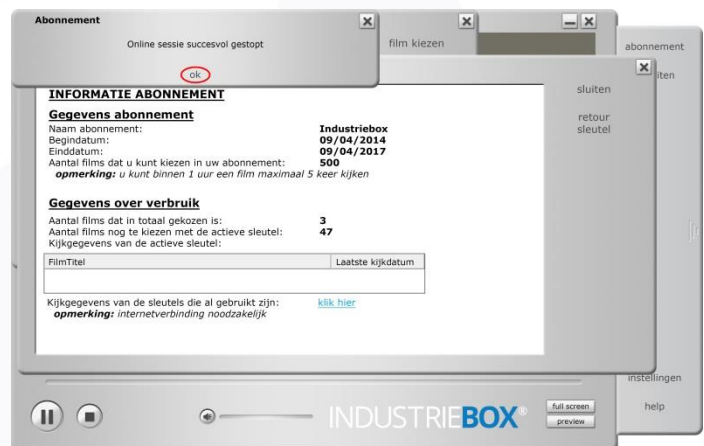 Abonnement
Online sessie succesvol gestopt
ok
film kiezen
abonnement
iten
sluiten
retour
sleutel
INFORMATIE ABONNEMENT
Gegevens abonnement
Naam abonnement: Industriebox
Begindatum: 09/04/2014
Einddatum: 09/04/2017
Aantal films dat u kunt kiezen in uw abonnement: 500
opmerking: u kunt binnen 1 uur een film maximaal 5 keer kijken
Gegevens over verbruik
Aantal films dat in totaal gekozen is: 3
Aantal films nog te kiezen met de actieve sleutel: 47
Kijkgegevens van de actieve sleutel:
FilmTitel Laatste kijkdatum
Kijkgegevens van de sleutels die al gebruikt zijn: klik hier
opmerking: internetverbinding noodzakelijk
instellingen
help
INDUSTRIEBOX®
full screen
preview